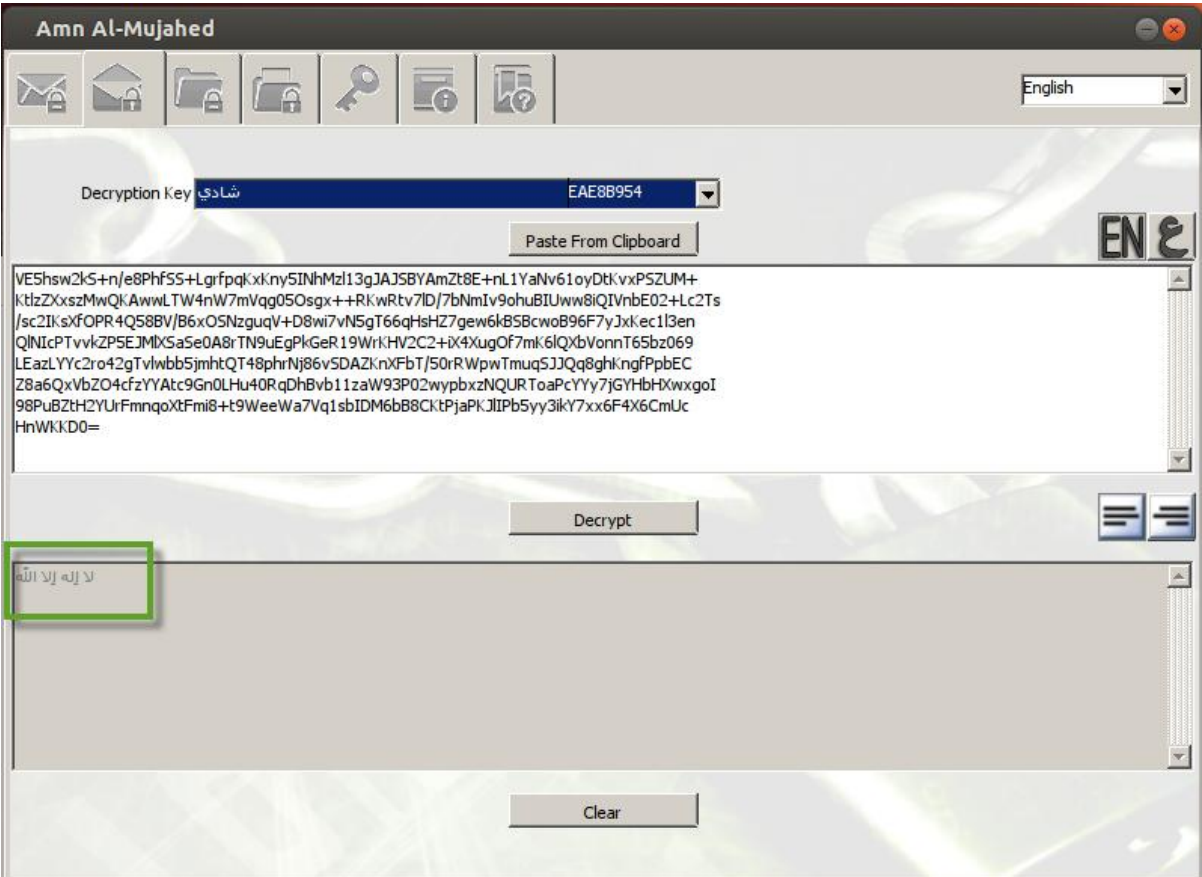 Amn Al-Mujahed
English
Decryption Key شادي EAE8B954
Paste From Clipboard
EN ع
VE5hsw2kS+n/e8PhfSS+LgrfpqKxKny5INhMzl13gJAJSBYAmZt8E+nL1YaNv61oyDtKvxPSZUM+
KtlzZXxszMwQKAwwLTW4nW7mVqg05Osgx++RKwRtv7lD/7bNmIv9ohuBIUww8iQIVnbE02+Lc2Ts
/sc2IKsXfOPR4Q58BV/B6xOSNzguqV+D8wi7vN5gT66qHsHZ7gew6kBSBcwoB96F7yJxKec1l3en
QlNIcPTvvkZP5EJMlXSaSe0A8rTN9uEgPkGeR19WrKHV2C2+iX4XugOf7mK6lQXbVonnT65bz069
LEazLYYc2ro42gTvlwbb5jmhtQT48phrNj86vSDAZKnXFbT/50rRWpwTmuqSJJQq8ghKngfPpbEC
Z8a6QxVbZO4cfzYYAtc9Gn0LHu40RqDhBvb11zaW93P02wypbxzNQURToaPcYYy7jGYHbHXwxgoI
98PuBZtH2YUrFmnqoXtFmi8+t9WeeWa7Vq1sbIDM6bB8CKtPjaPKJlIPb5yy3ikY7xx6F4X6CmUc
HnWKKD0=
Decrypt
لا إله إلا الله
Clear